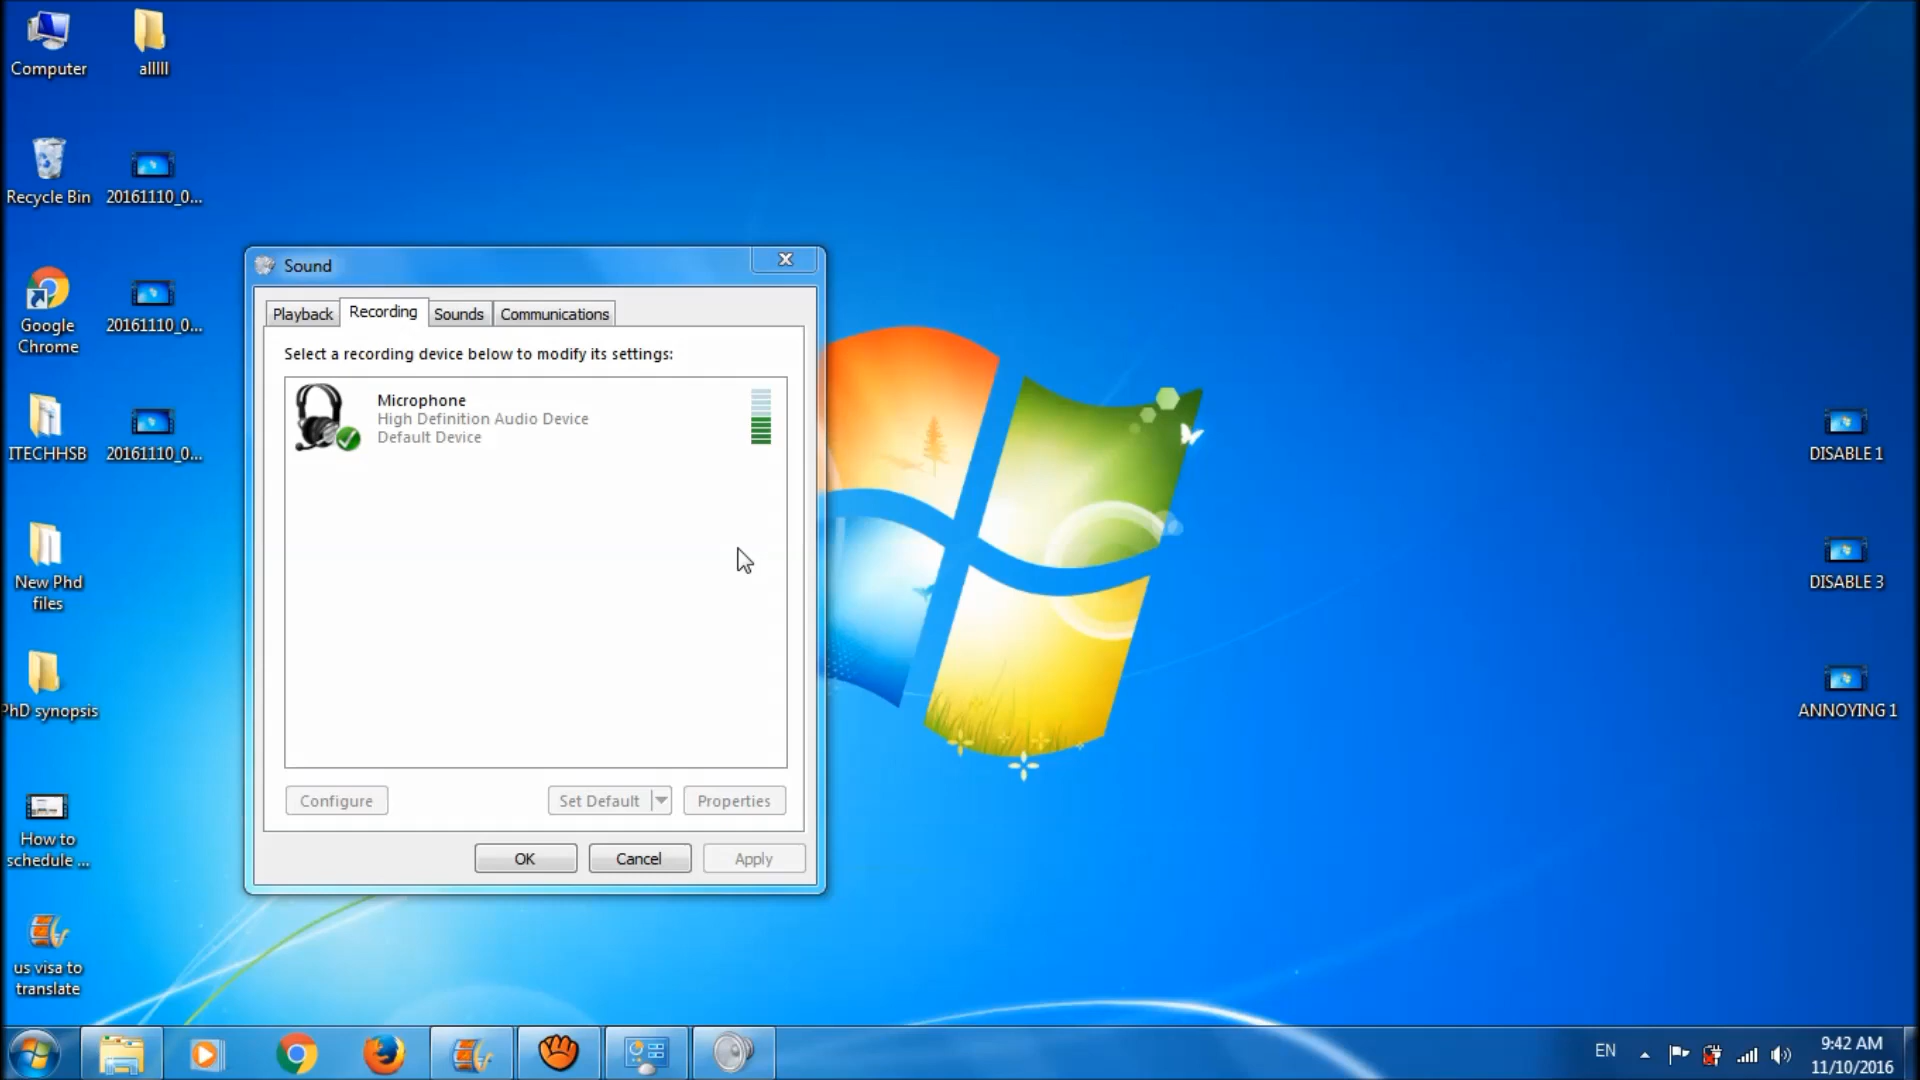 Computer
alllll
Recycle Bin
20161110_0...
Google
Chrome
20161110_0...
ITECHHSB
20161110_0...
New Phd
files
PhD synopsis
How to
schedule ...
us visa to
translate
Sound
Playback
Recording
Sounds
Communications
Select a recording device below to modify its settings:
Microphone
High Definition Audio Device
Default Device
Configure
Set Default
Properties
OK
Cancel
Apply
DISABLE 1
DISABLE 3
ANNOYING 1
EN
9:42 AM
11/10/2016